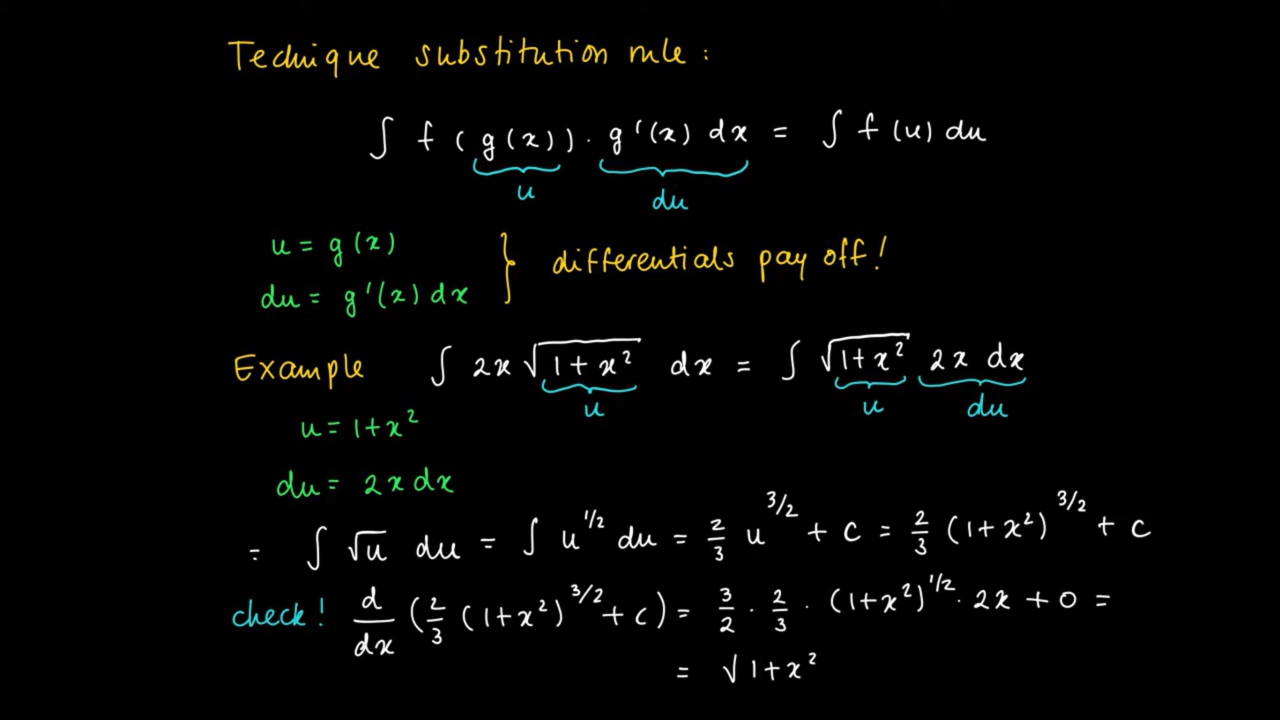 Technique substitution rule :
∫ f ( g(x)) · g'(x) dx = ∫ f (u) du
u du
u = g(x)
du = g'(x) dx } differentials pay off !
Example ∫ 2x √(1 + x²) dx = ∫ √(1+x²) 2x dx
u u du
u = 1+x²
du = 2x dx
= ∫ √u du = ∫ u^1/2 du = 2/3 u^3/2 + c = 2/3 (1+x²)^3/2 + c
check! d/dx (2/3 (1+x²)^3/2 + c) = 3/2 · 2/3 · (1+x²)^1/2 · 2x + 0 =
= √ 1+x²